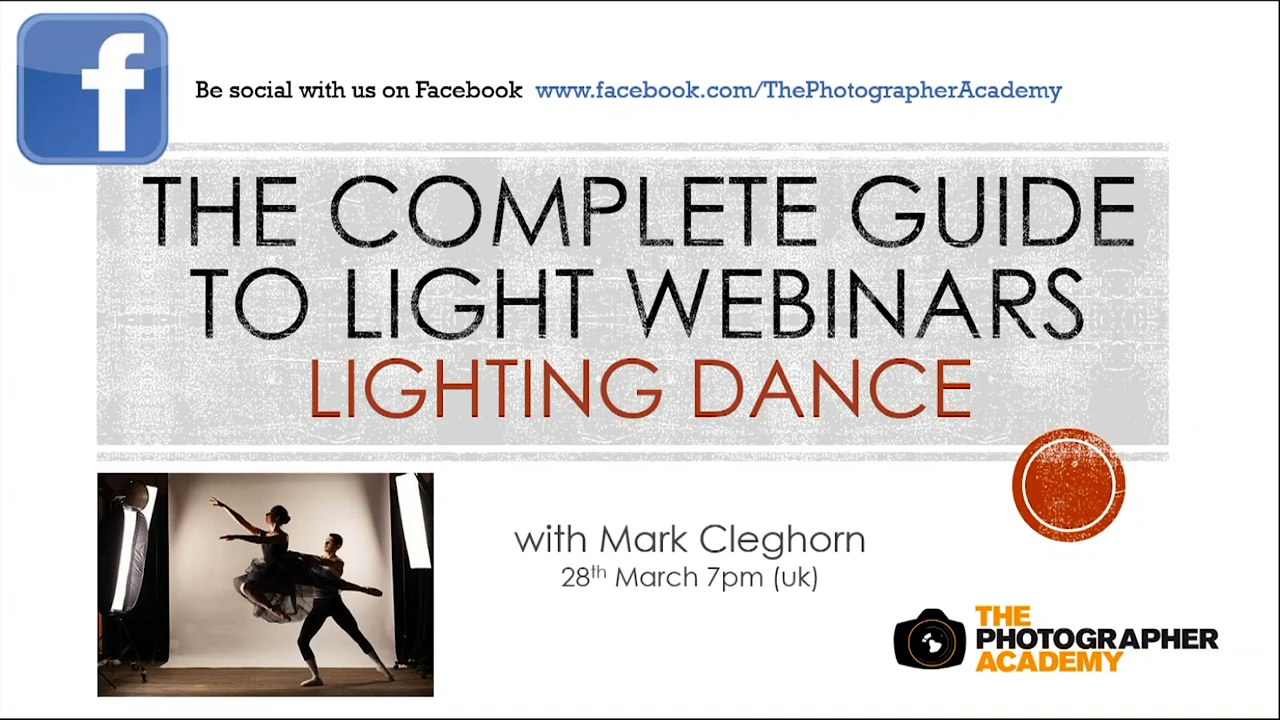 Be social with us on Facebook www.facebook.com/ThePhotographerAcademy
THE COMPLETE GUIDE
TO LIGHT WEBINARS
LIGHTING DANCE
with Mark Cleghorn
28th March 7pm (uk)
THE
PHOTOGRAPHER
ACADEMY